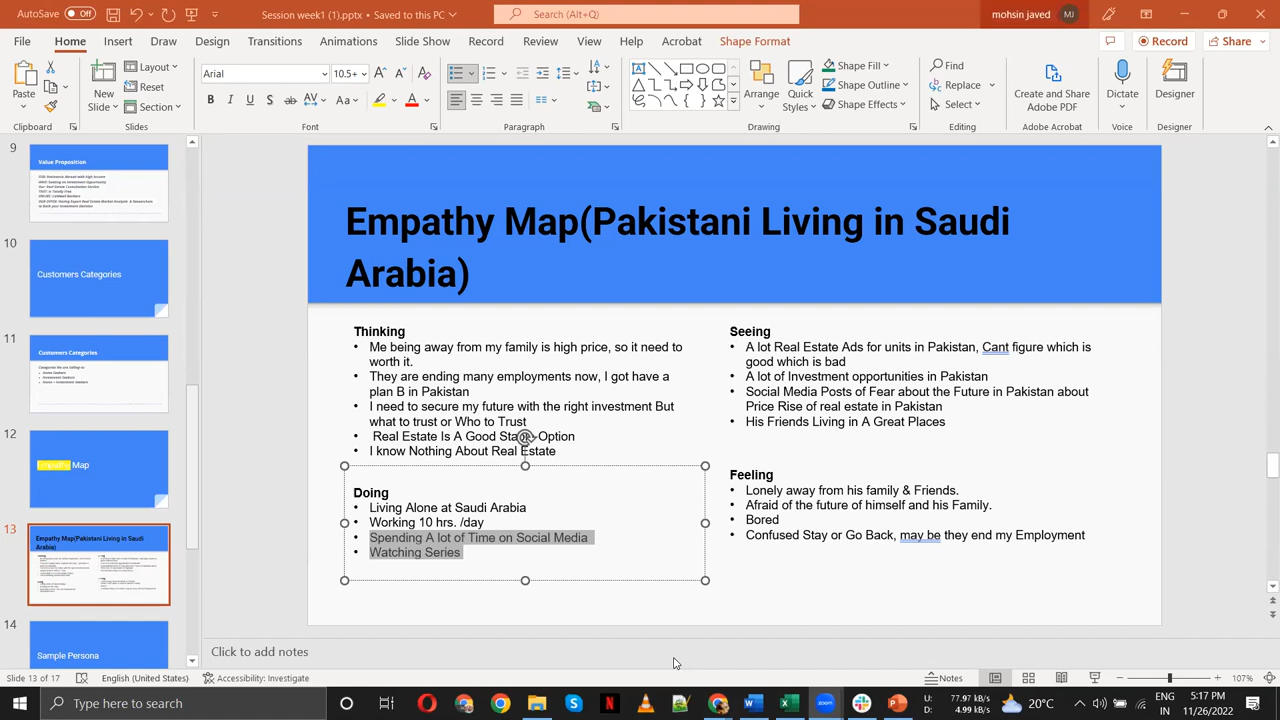 AutoSave
Off
Session week1 (1).pptx
Search (Alt+Q)
mohsin javed
MJ
File
Home
Insert
Draw
Design
Transitions
Animations
Slide Show
Record
Review
View
Help
Acrobat
Shape Format
Record
Share
Paste
New
Slide
Layout
Reset
Section
Arial
10.5+
Shape Fill
Shape Outline
Shape Effects
Arrange
Quick
Styles
Find
Replace
Select
Create and Share
Adobe PDF
Dictate
Designer
Clipboard
Slides
Font
Paragraph
Drawing
Editing
Adobe Acrobat
Voice
Designer
9
Value Proposition
10
Customers Categories
11
Customers Categories
12
Empathy Map
13
Empathy Map(Pakistani Living in Saudi
Arabia)
14
Sample Persona
Empathy Map(Pakistani Living in Saudi
Arabia)
Thinking
• Me being away from my family is high price, so it need to
worth it.
• They are ending many employments now, I got have a
plan B in Pakistan
• I need to secure my future with the right investment But
what to trust or Who to Trust
• Real Estate Is A Good Option
• I know Nothing About Real Estate
Doing
• Living Alone at Saudi Arabia
• Working 10 hrs. /day
• Spending A lot of Time on Social Media
• Watching Series
Seeing
• A lot Real Estate Ads for units in Pakistan, Cant figure which is
good which is bad
• A lot of Investment opportunities in Pakistan
• Social Media Posts of Fear about the Future in Pakistan about
Price Rise of real estate in Pakistan
• His Friends Living in A Great Places
Feeling
• Lonely away from his family & Friends.
• Afraid of the future of himself and his Family.
• Bored
• Confused Stay or Go Back, may be they end my Employment
Click to add notes
Slide 13 of 17
English (United States)
Accessibility: Investigate
Notes
107%
Type here to search
U: 77.97 kB/s
D: 4.99 kB/s
20°C
ENG
IN
5:17 PM
11/26/2022